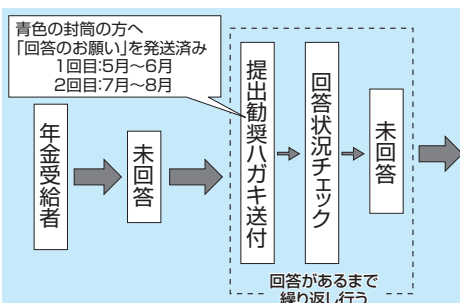 青色の封筒の方へ
「回答のお願い」を発送済み
1回目:5月～6月
2回目:7月～8月
年金受給者
未回答
提出勧奨ハガキ送付
回答状況チェック
未回答
回答があるまで
繰り返し行う